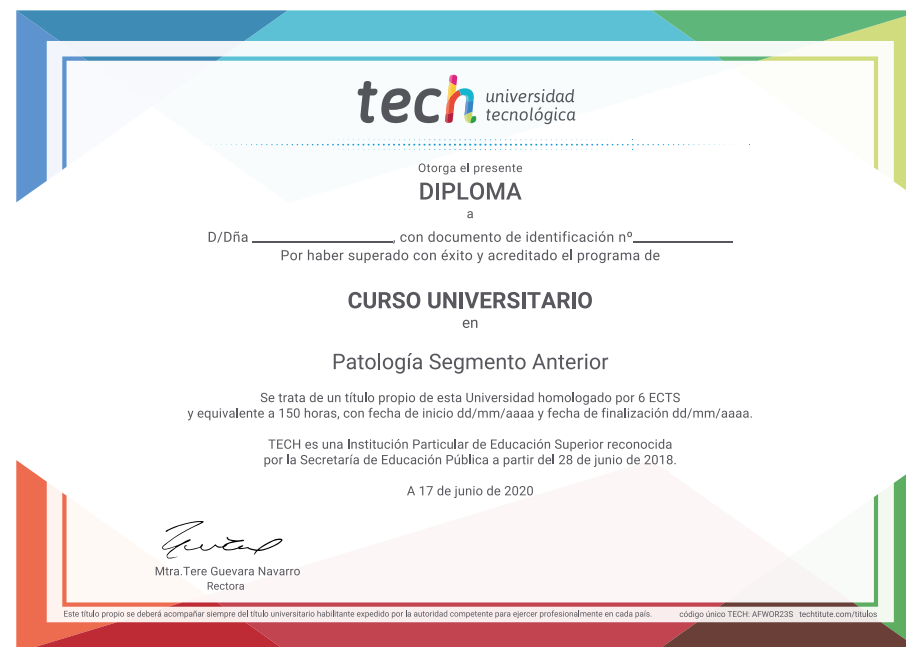 tech universidad
tecnológica
Otorga el presente
DIPLOMA
a
D/Dña ____________________, con documento de identificación nº______________
Por haber superado con éxito y acreditado el programa de
CURSO UNIVERSITARIO
en
Patología Segmento Anterior
Se trata de un título propio de esta Universidad homologado por 6 ECTS
y equivalente a 150 horas, con fecha de inicio dd/mm/aaaa y fecha de finalización dd/mm/aaaa.
TECH es una Institución Particular de Educación Superior reconocida
por la Secretaría de Educación Pública a partir del 28 de junio de 2018.
A 17 de junio de 2020
Mtra.Tere Guevara Navarro
Rectora
Este título propio se deberá acompañar siempre del título universitario habilitante expedido por la autoridad competente para ejercer profesionalmente en cada país. código único TECH: AFWOR23S techtitute.com/titulos